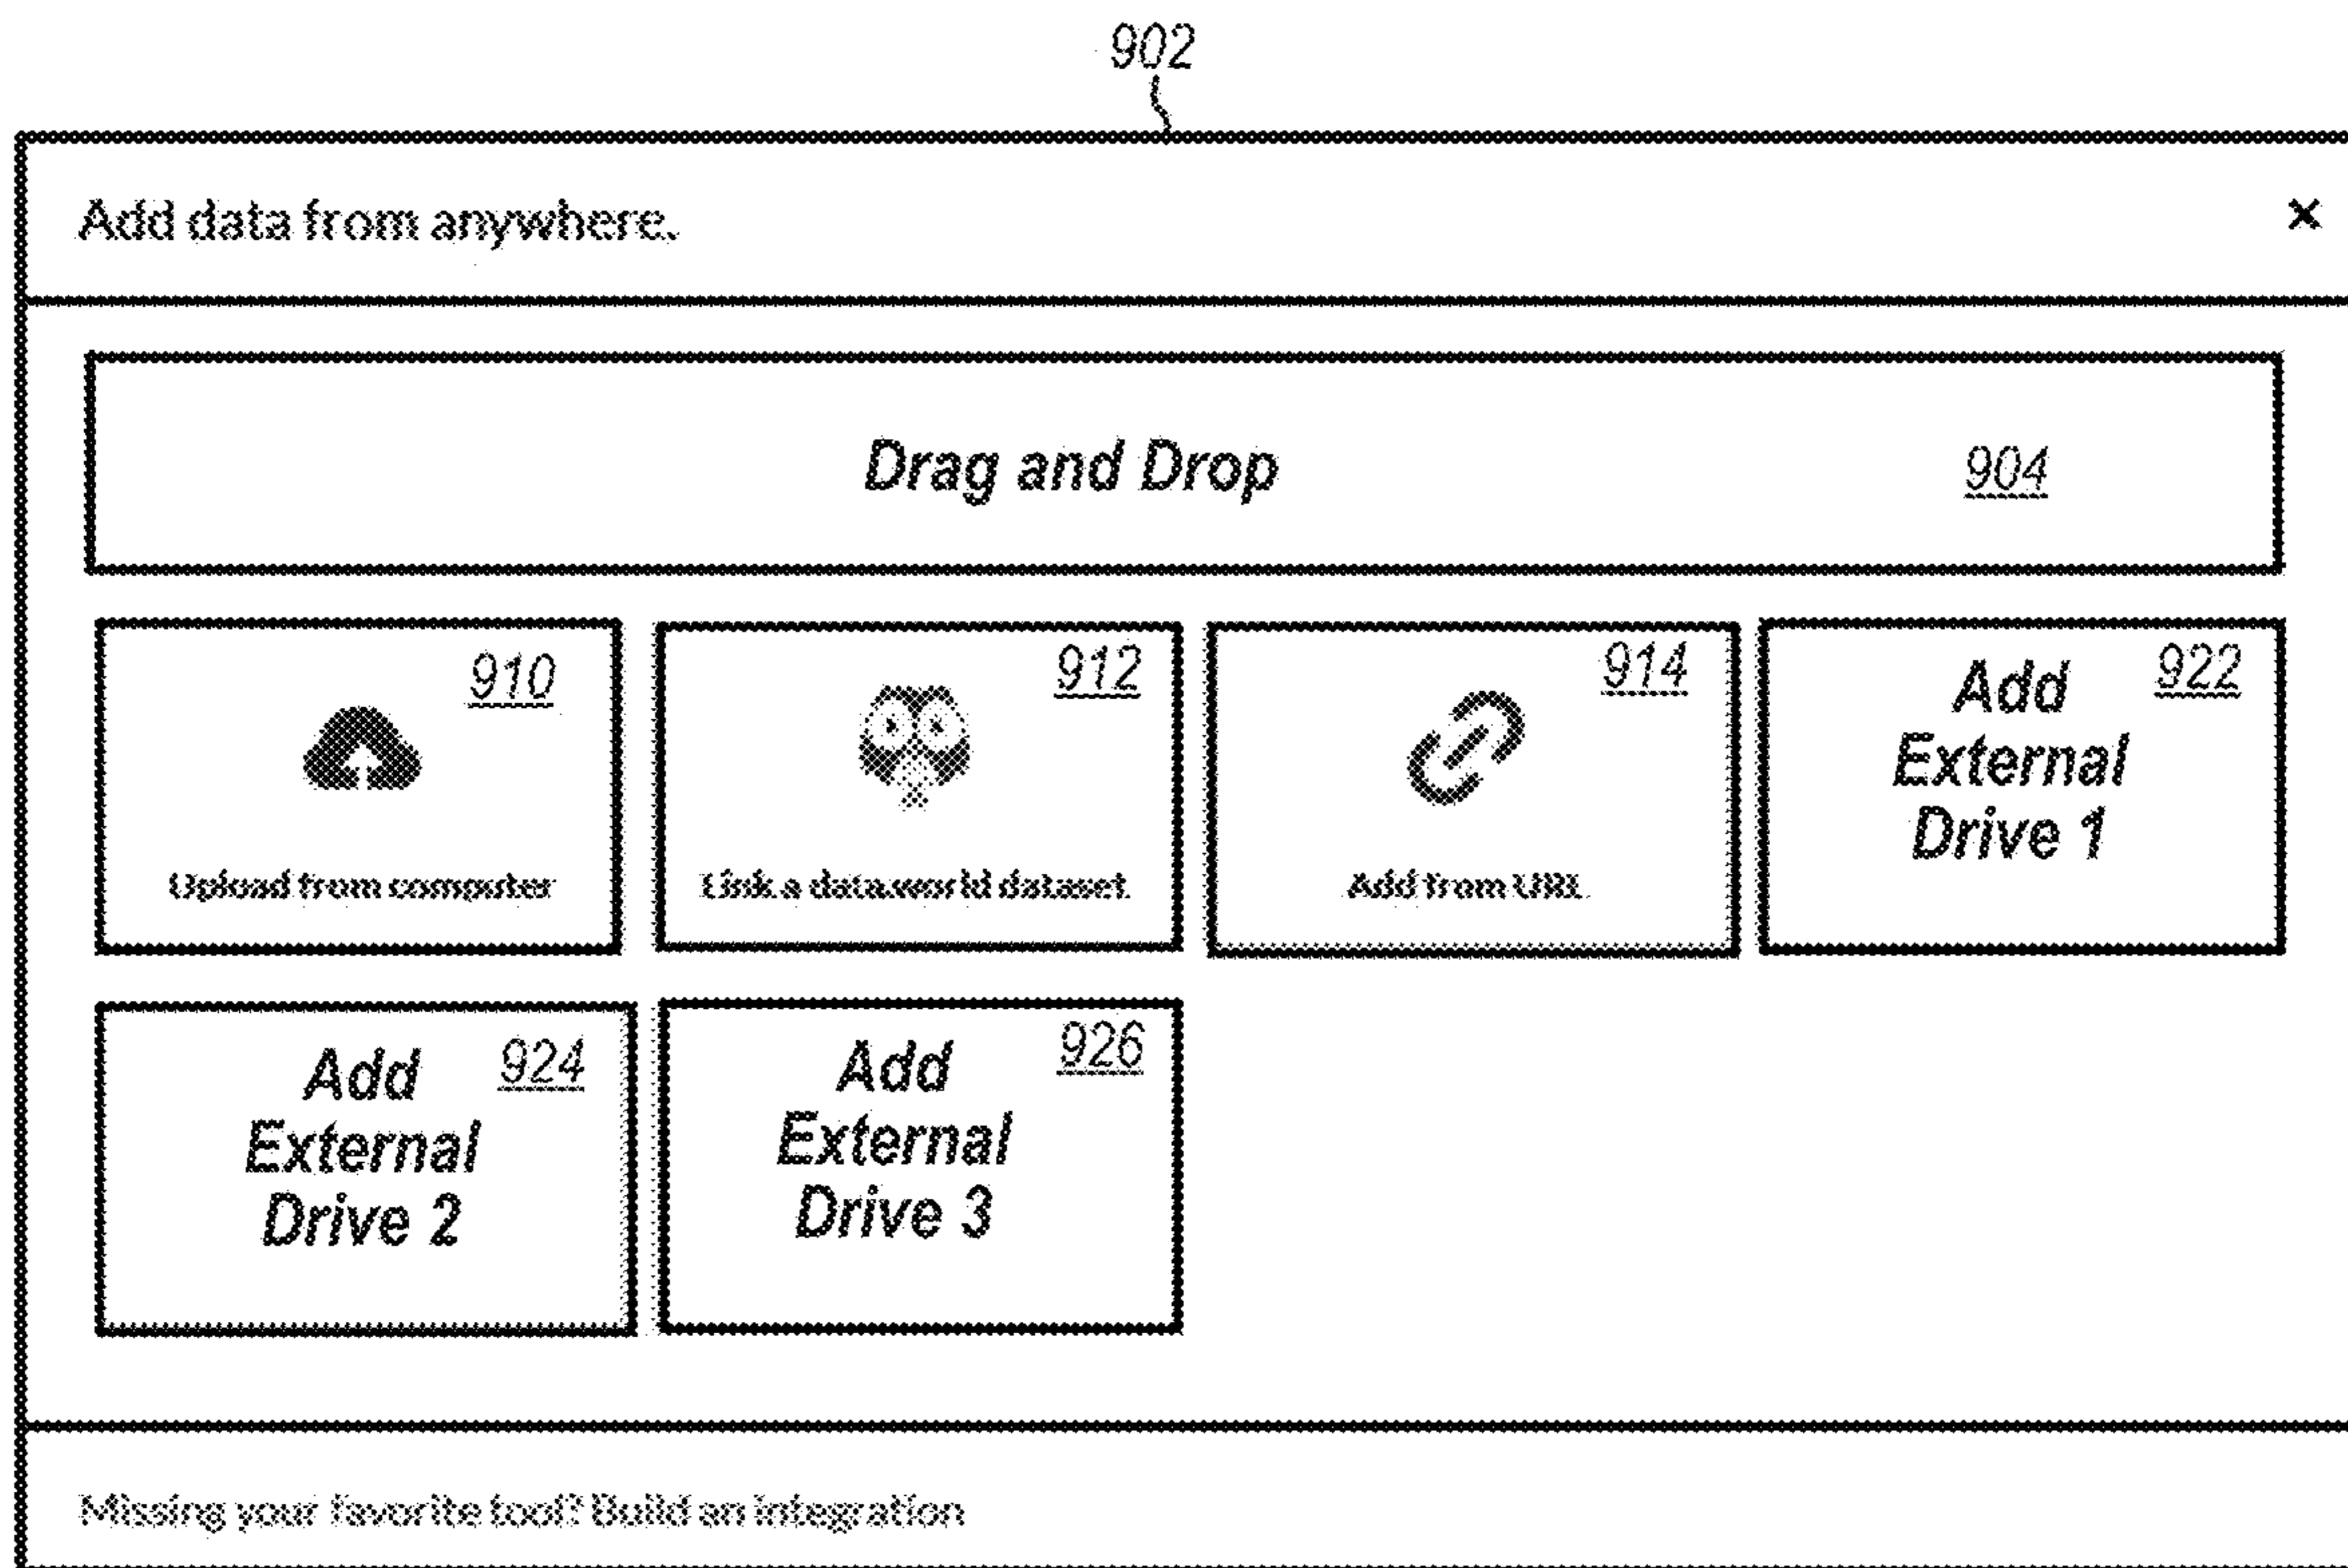 902
Add data from anywhere.
×
Drag and Drop
904
910
Upload from computer
912
Link a data.world dataset
914
Add from URL
922
Add
External
Drive 1
924
Add
External
Drive 2
926
Add
External
Drive 3
Missing your favorite tool? Build an integration